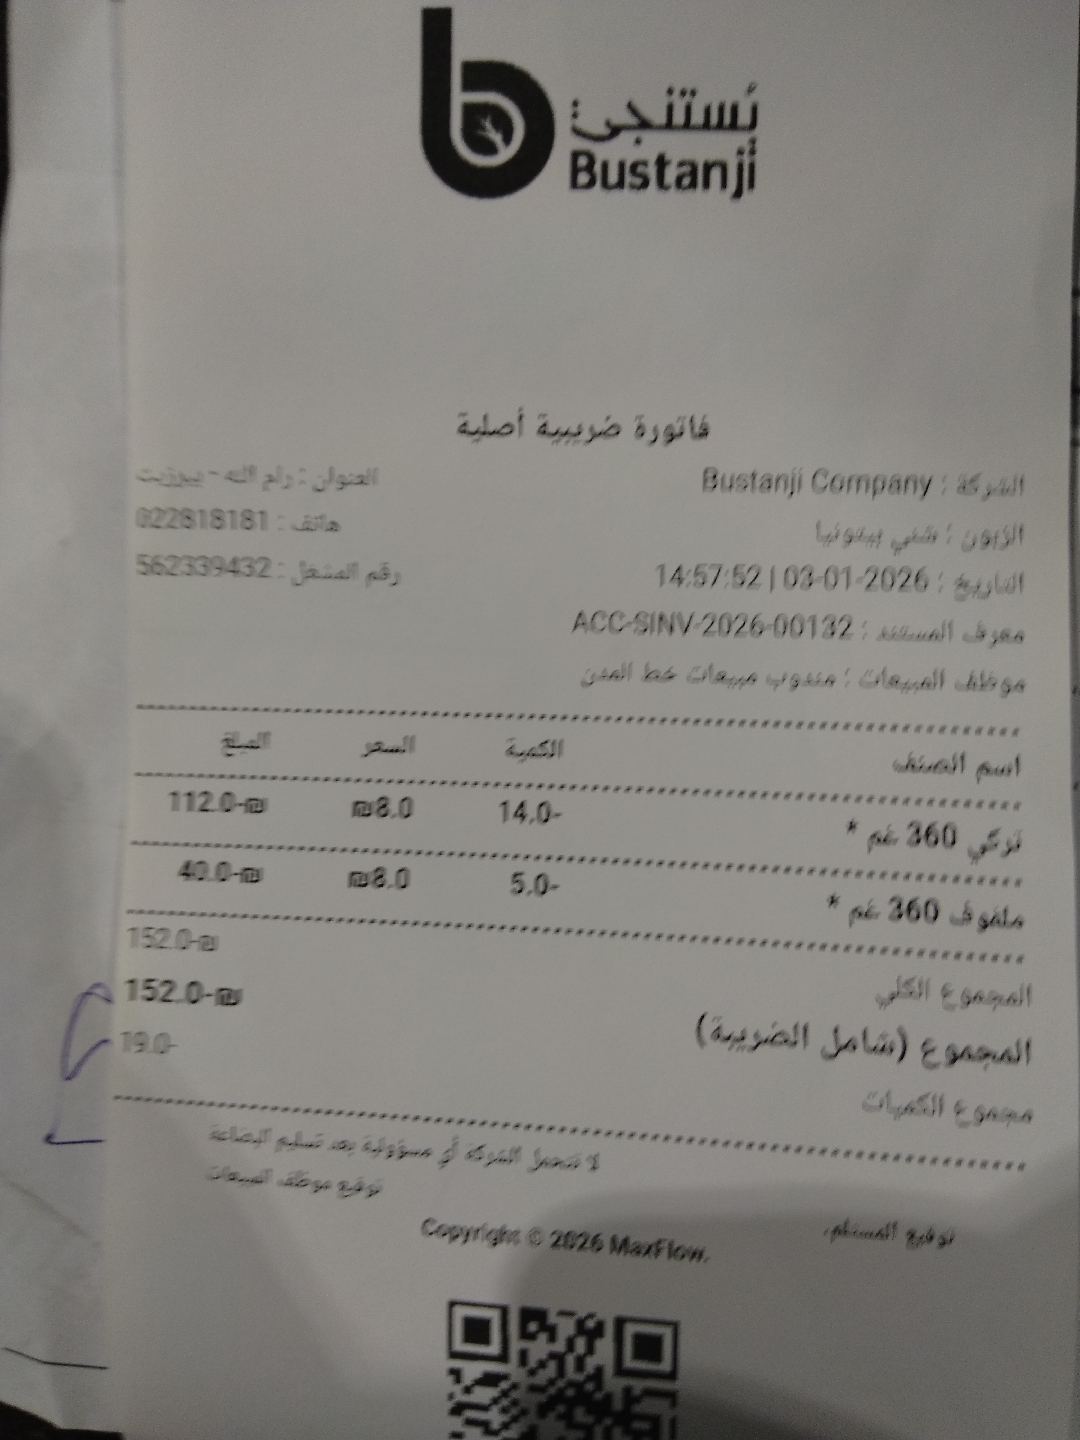 بُستنجي
Bustanji
فاتورة ضريبية أصلية
الشركة : Bustanji Company
العنوان : رام الله - بيرزيت
الزبون : شني بيتونيا
هاتف : 022818181
التاريخ : 2026-01-03 | 14:57:52
رقم المشغل : 562339432
معرف المستند : ACC-SINV-2026-00132
موظف المبيعات : مندوب مبيعات خط المدن
اسم الصنف الكمية السعر المبلغ
تركي 360 غم * 14.0- ₪8.0 112.0-₪
ملفوف 360 غم * 5.0- ₪8.0 40.0-₪
المجموع الكلي 152.0-₪
المجموع (شامل الضريبة) 152.0-₪
مجموع الكميات 19.0-
لا تتحمل الشركة أي مسؤولية بعد تسليم البضاعة
توقيع المستلم: توقيع موظف المبيعات
Copyright © 2026 MaxFlow.